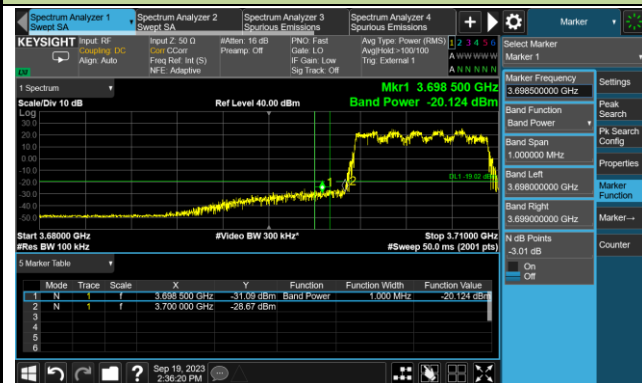 Spectrum Analyzer 1
Swept SA
Spectrum Analyzer 2
Swept SA
Spectrum Analyzer 3
Spurious Emissions
Spectrum Analyzer 4
Spurious Emissions
Marker
KEYSIGHT
Input: RF
Coupling: DC
Align: Auto
Input Z: 50 Ω
Corr CCorr
Freq Ref: Int (S)
NFE: Adaptive
#Atten: 16 dB
Preamp: Off
PNO: Fast
Gate: LO
IF Gain: Low
Sig Track: Off
Avg Type: Power (RMS)
Avg|Hold:>100/100
Trig: External 1
1 2 3 4 5 6
A W W W W W
A N N N N N
LW
1 Spectrum
Scale/Div 10 dB
Ref Level 40.00 dBm
Mkr1 3.698 500 GHz
Band Power -20.124 dBm
Log
30.0
20.0
10.0
0.00
-10.0
-20.0
-30.0
-40.0
-50.0
1
2
DL1 -19.02 dBm
Start 3.68000 GHz
#Res BW 100 kHz
#Video BW 300 kHz*
Stop 3.71000 GHz
#Sweep 50.0 ms (2001 pts)
5 Marker Table
Mode Trace Scale X Y Function Function Width Function Value
1 N 1 f 3.698 500 GHz -31.09 dBm Band Power 1.000 MHz -20.124 dBm
2 N 1 f 3.700 000 GHz -28.67 dBm
3
4
5
6
Sep 19, 2023
2:36:20 PM
Select Marker
Marker 1
Marker Frequency
3.698500000 GHz
Band Function
Band Power
Band Span
1.000000 MHz
Band Left
3.698000000 GHz
Band Right
3.699000000 GHz
N dB Points
-3.01 dB
On
Off
Settings
Peak
Search
Pk Search
Config
Properties
Marker
Function
Marker→
Counter